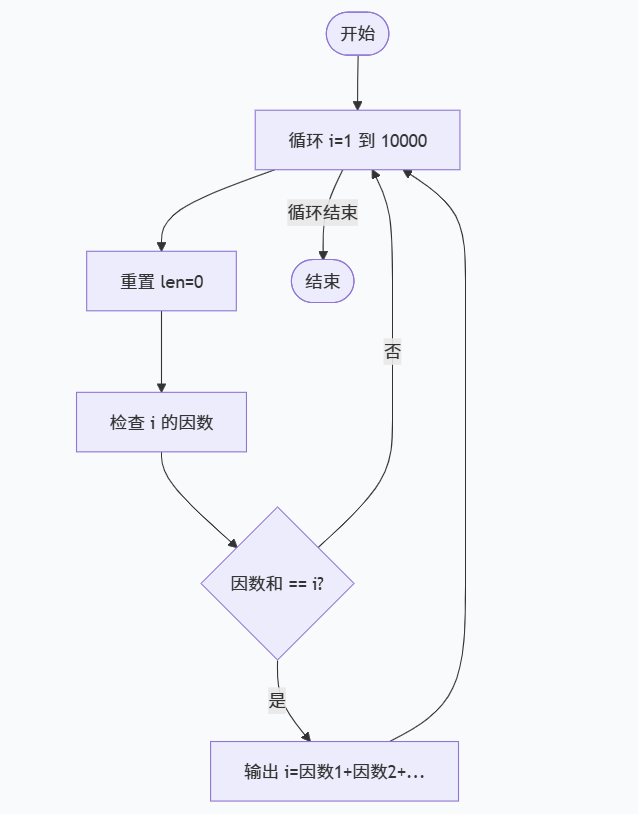 开始
循环 i=1 到 10000
循环结束
重置 len=0
结束
否
检查 i 的因数
因数和 == i?
是
输出 i=因数1+因数2+...